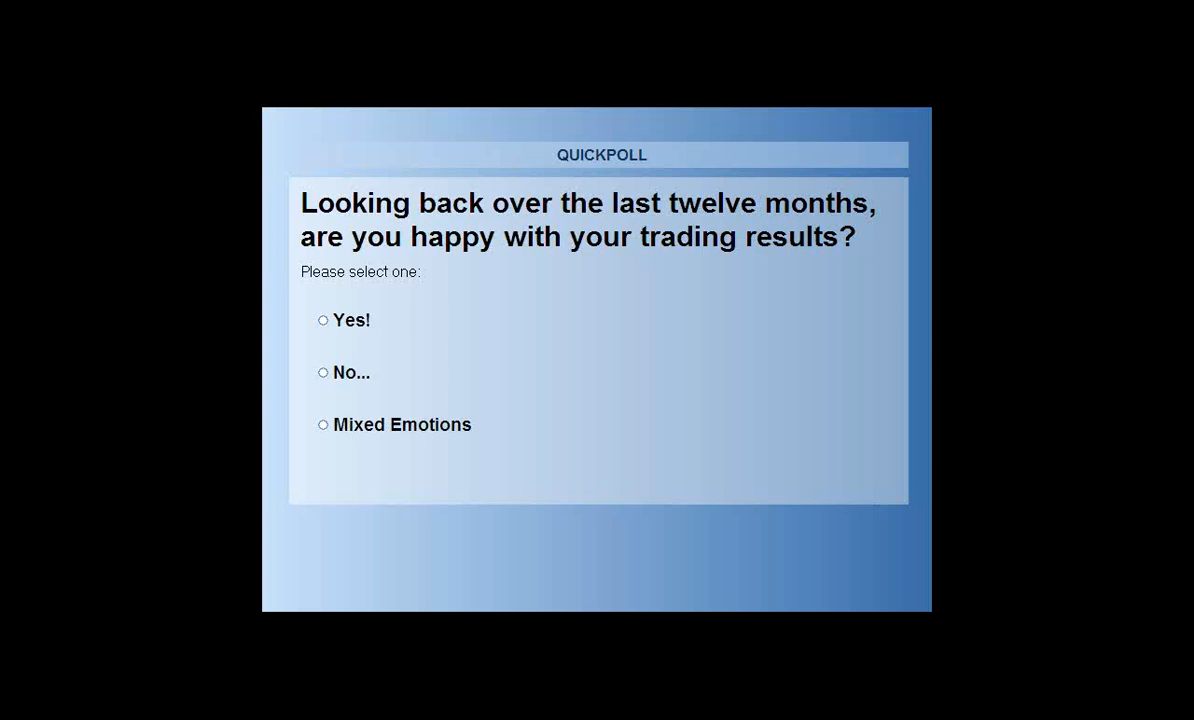 QUICKPOLL
Looking back over the last twelve months,
are you happy with your trading results?
Please select one:
Yes!
No...
Mixed Emotions